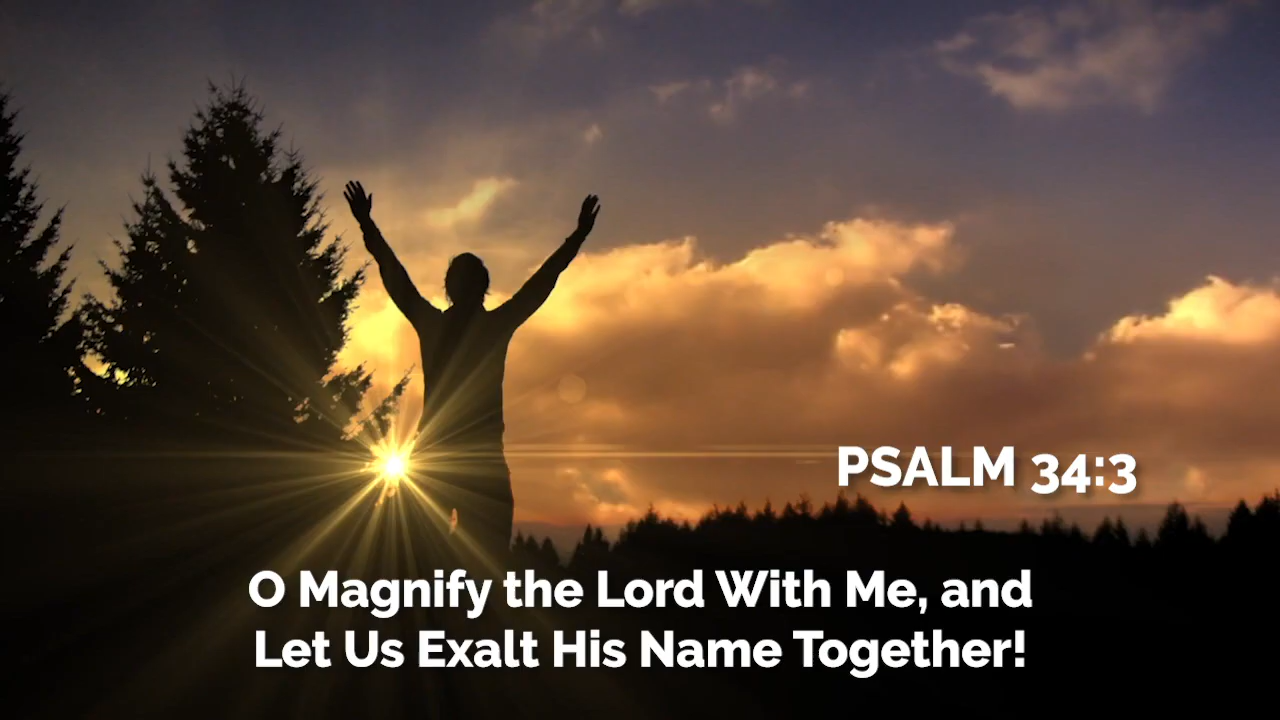 PSALM 34:3
O Magnify the Lord With Me, and
Let Us Exalt His Name Together!